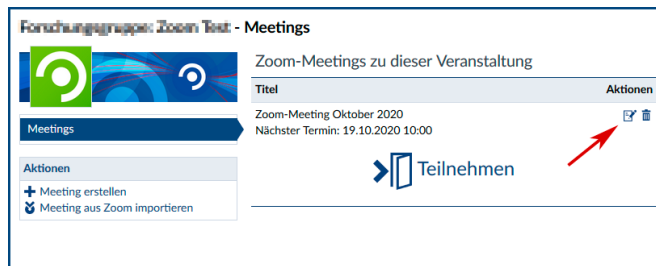 - Meetings
Zoom-Meetings zu dieser Veranstaltung
Titel Aktionen
Zoom-Meeting Oktober 2020
Nächster Termin: 19.10.2020 10:00
Teilnehmen
Meetings
Aktionen
Meeting erstellen
Meeting aus Zoom importieren